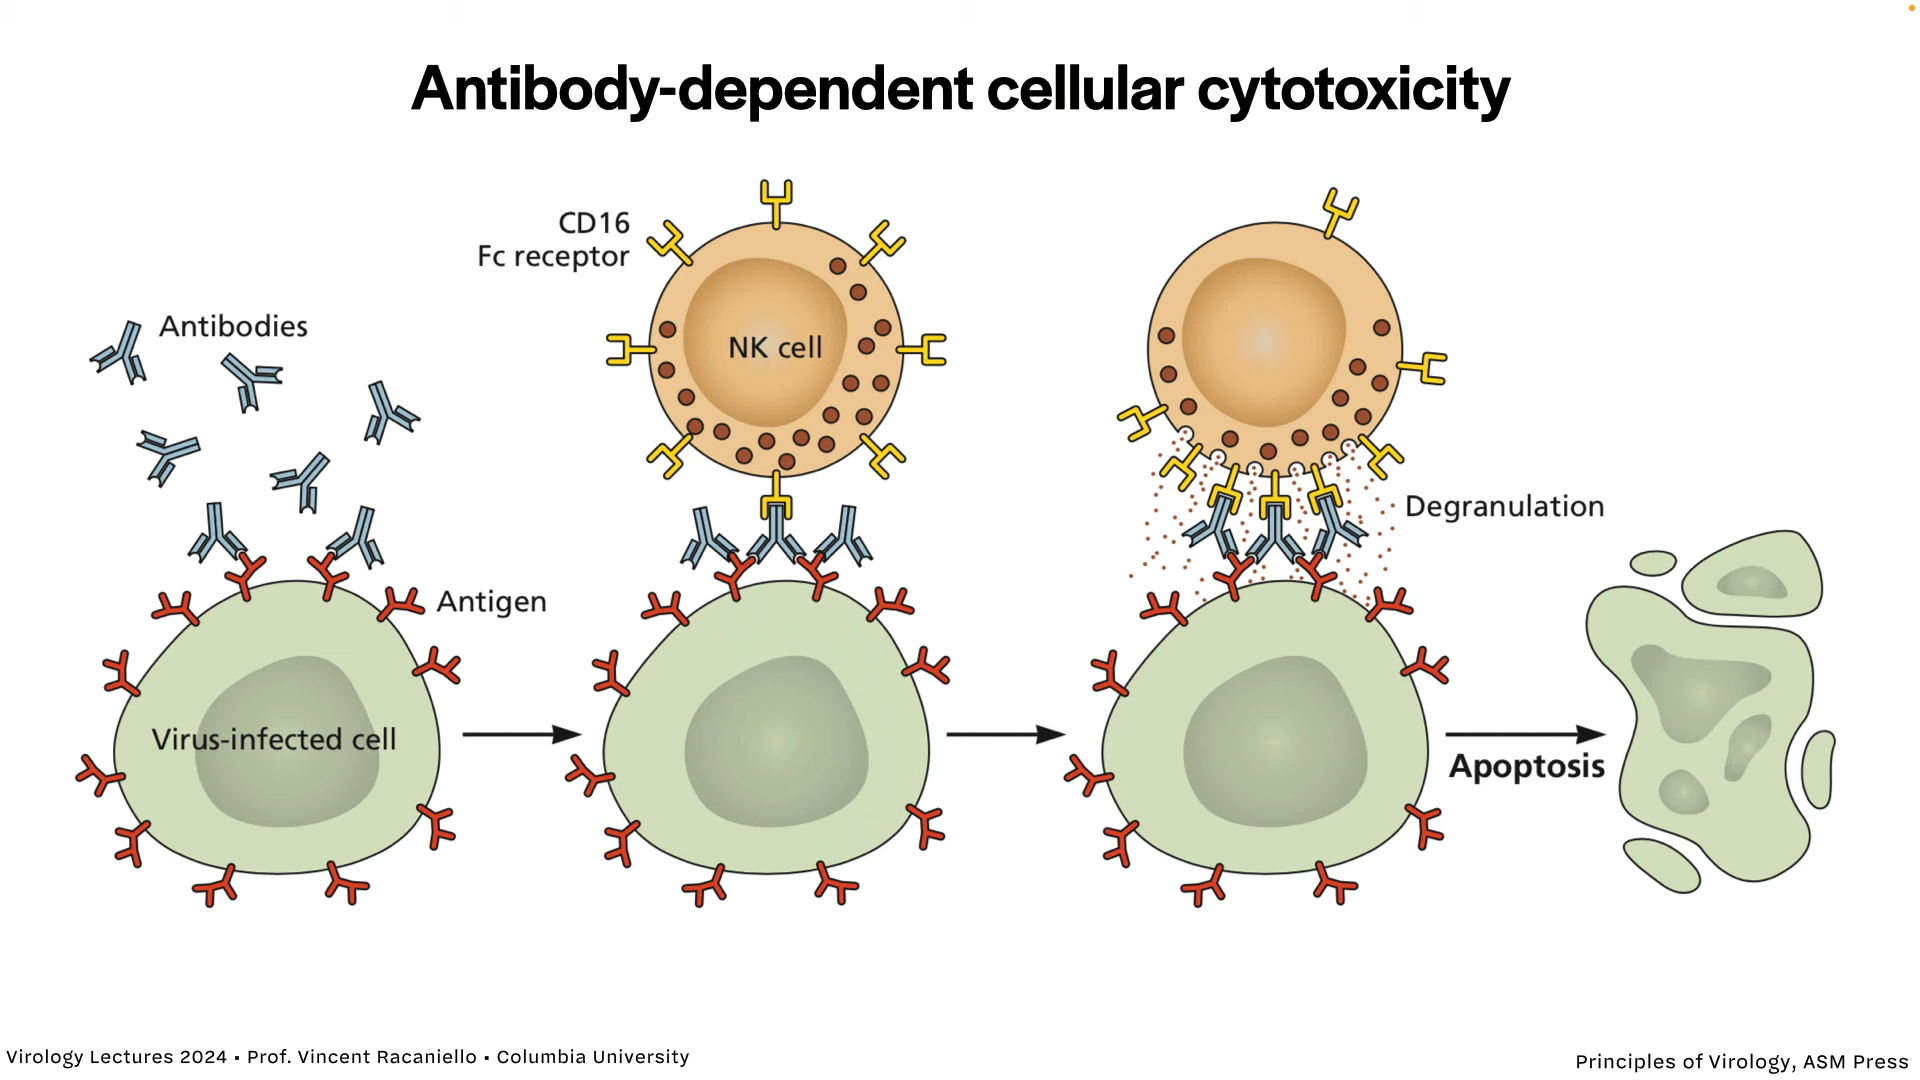 Antibody-dependent cellular cytotoxicity
CD16
Fc receptor
Antibodies
NK cell
Degranulation
Antigen
Virus-infected cell
Apoptosis
Virology Lectures 2024 • Prof. Vincent Racaniello • Columbia University
Principles of Virology, ASM Press